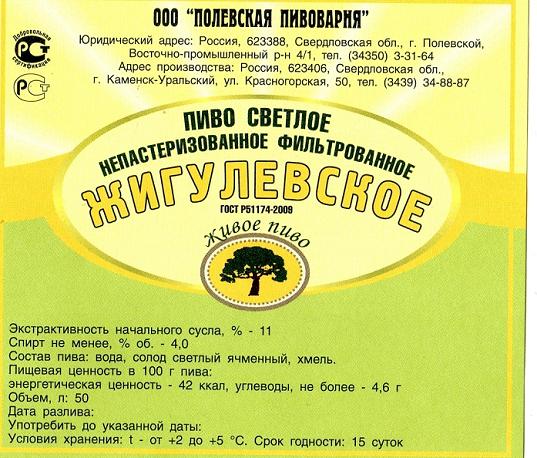 ООО "ПОЛЕВСКАЯ ПИВОВАРНЯ"
Добровольная сертификация
РСТ
РСТ
Юридический адрес: Россия, 623388, Свердловская обл., г. Полевской,
Восточно-промышленный р-н 4/1, тел. (34350) 3-31-64
Адрес производства: Россия, 623406, Свердловская обл.,
г. Каменск-Уральский, ул. Красногорская, 50, тел. (3439) 34-88-87
ПИВО СВЕТЛОЕ
НЕПАСТЕРИЗОВАННОЕ ФИЛЬТРОВАННОЕ
ЖИГУЛЕВСКОЕ
ГОСТ Р51174-2009
живое пиво
Экстрактивность начального сусла, % - 11
Спирт не менее, % об. - 4,0
Состав пива: вода, солод светлый ячменный, хмель.
Пищевая ценность в 100 г пива:
энергетическая ценность - 42 ккал, углеводы, не более - 4,6 г
Объем, л: 50
Дата разлива:
Употребить до указанной даты:
Условия хранения: t - от +2 до +5 °С. Срок годности: 15 суток